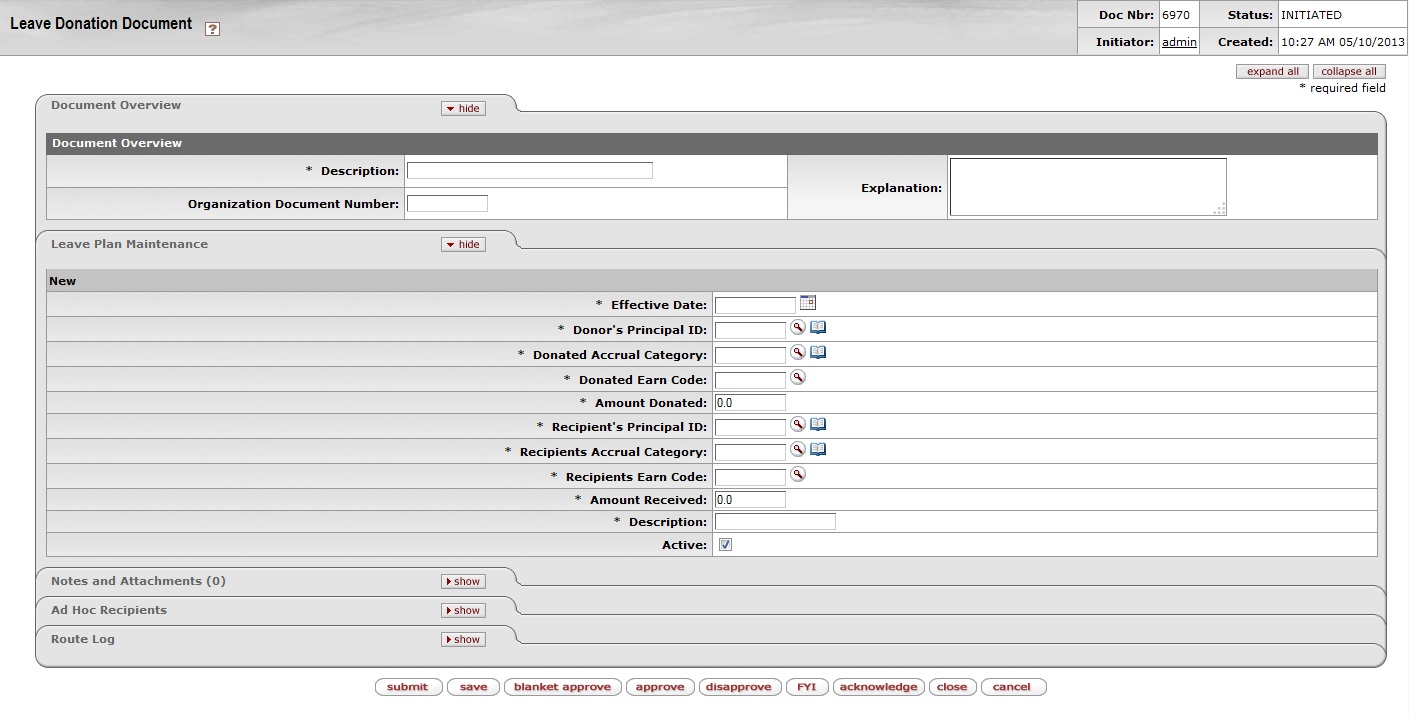 Leave Donation Document ?
Doc Nbr: 6970 Status: INITIATED
Initiator: admin Created: 10:27 AM 05/10/2013
expand all collapse all
* required field
Document Overview hide
Document Overview
* Description: Explanation:
Organization Document Number:
Leave Plan Maintenance hide
New
* Effective Date:
* Donor's Principal ID:
* Donated Accrual Category:
* Donated Earn Code:
* Amount Donated: 0.0
* Recipient's Principal ID:
* Recipients Accrual Category:
* Recipients Earn Code:
* Amount Received: 0.0
* Description:
Active:
Notes and Attachments (0) show
Ad Hoc Recipients show
Route Log show
submit save blanket approve approve disapprove FYI acknowledge close cancel